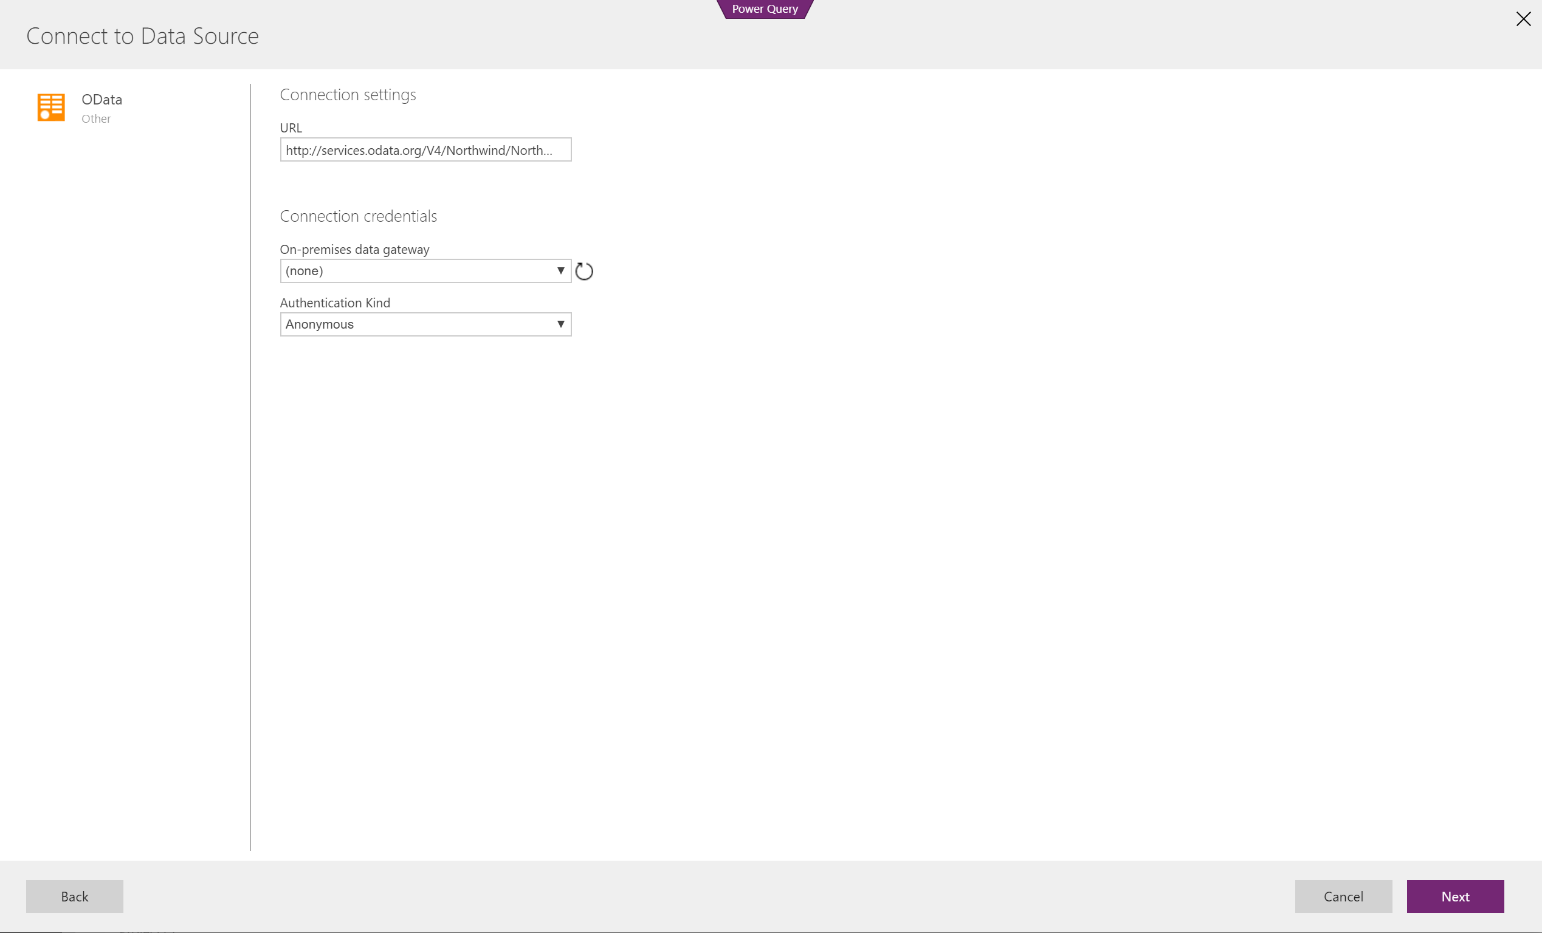 Power Query
Connect to Data Source
OData
Other
Connection settings
URL
http://services.odata.org/V4/Northwind/North...
Connection credentials
On-premises data gateway
(none)
Authentication Kind
Anonymous
Back
Cancel
Next